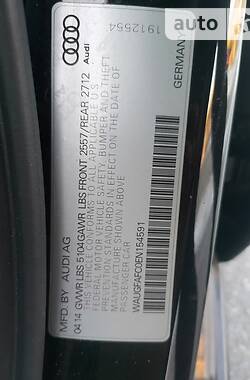 auto
1912554
Audi
GERMANY
MFD. BY AUDI AG
04 14 GVWR LBS 5104 GAWR LBS FRONT 2557/REAR 2712
THIS VEHICLE CONFORMS TO ALL APPLICABLE U.S.
FEDERAL MOTOR VEHICLE SAFETY, BUMPER AND THEFT
PREVENTION STANDARDS IN EFFECT ON THE DATE OF
MANUFACTURE SHOWN ABOVE
PASSENGER CAR
WAUGFAFC0EN154591